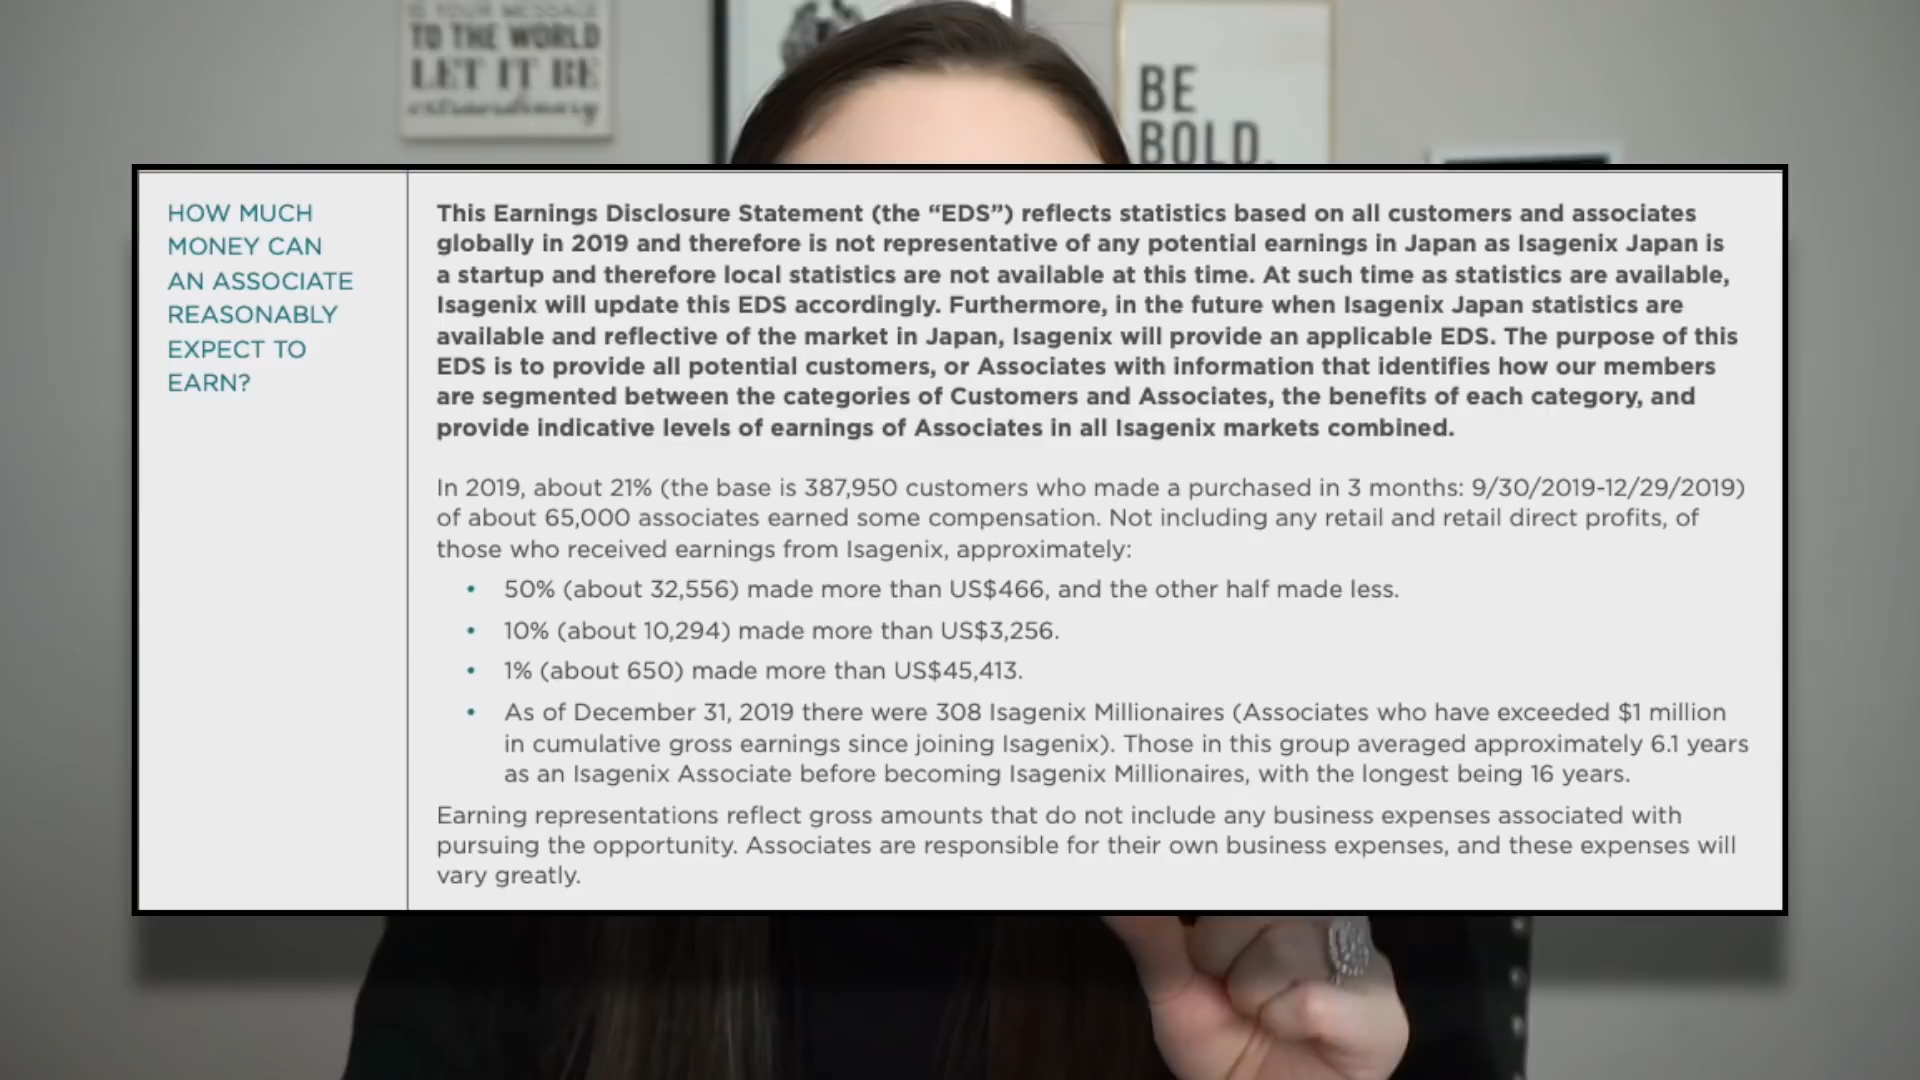 IS YOUR MESSAGE
TO THE WORLD
LET IT BE
extraordinary
BE
BOLD.
HOW MUCH
MONEY CAN
AN ASSOCIATE
REASONABLY
EXPECT TO
EARN?
This Earnings Disclosure Statement (the “EDS”) reflects statistics based on all customers and associates
globally in 2019 and therefore is not representative of any potential earnings in Japan as Isagenix Japan is
a startup and therefore local statistics are not available at this time. At such time as statistics are available,
Isagenix will update this EDS accordingly. Furthermore, in the future when Isagenix Japan statistics are
available and reflective of the market in Japan, Isagenix will provide an applicable EDS. The purpose of this
EDS is to provide all potential customers, or Associates with information that identifies how our members
are segmented between the categories of Customers and Associates, the benefits of each category, and
provide indicative levels of earnings of Associates in all Isagenix markets combined.
In 2019, about 21% (the base is 387,950 customers who made a purchased in 3 months: 9/30/2019-12/29/2019)
of about 65,000 associates earned some compensation. Not including any retail and retail direct profits, of
those who received earnings from Isagenix, approximately:
• 50% (about 32,556) made more than US$466, and the other half made less.
• 10% (about 10,294) made more than US$3,256.
• 1% (about 650) made more than US$45,413.
• As of December 31, 2019 there were 308 Isagenix Millionaires (Associates who have exceeded $1 million
in cumulative gross earnings since joining Isagenix). Those in this group averaged approximately 6.1 years
as an Isagenix Associate before becoming Isagenix Millionaires, with the longest being 16 years.
Earning representations reflect gross amounts that do not include any business expenses associated with
pursuing the opportunity. Associates are responsible for their own business expenses, and these expenses will
vary greatly.